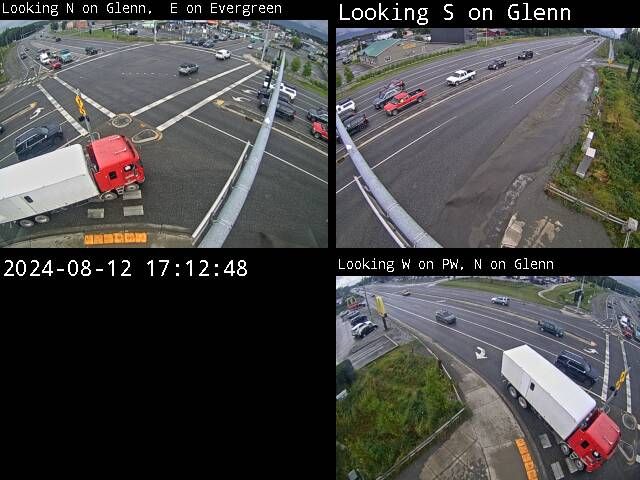 Looking N on Glenn,  E on Evergreen
Looking S on Glenn
2024-08-12 17:12:48
Looking W on PW, N on Glenn